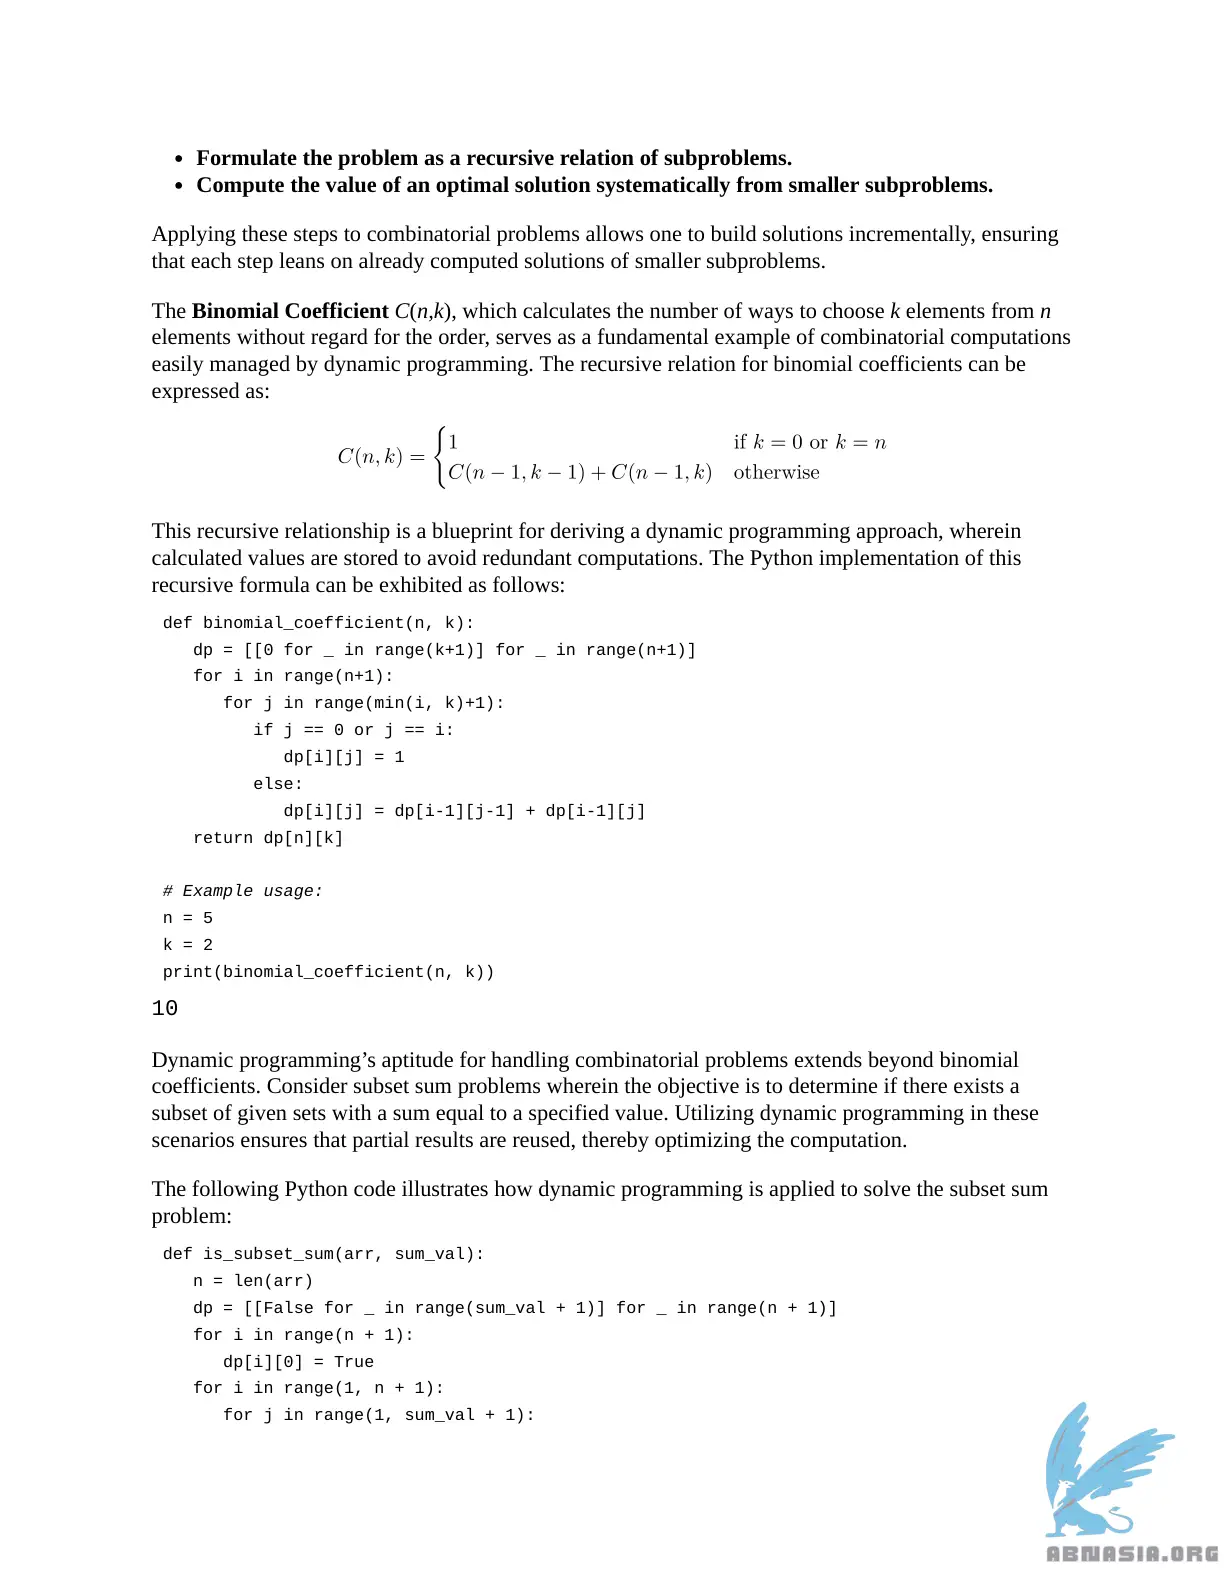 • Formulate the problem as a recursive relation of subproblems.
• Compute the value of an optimal solution systematically from smaller subproblems.
Applying these steps to combinatorial problems allows one to build solutions incrementally, ensuring
that each step leans on already computed solutions of smaller subproblems.
The Binomial Coefficient C(n,k), which calculates the number of ways to choose k elements from n
elements without regard for the order, serves as a fundamental example of combinatorial computations
easily managed by dynamic programming. The recursive relation for binomial coefficients can be
expressed as:
C(n, k) = { 1 if k = 0 or k = n
C(n − 1, k − 1) + C(n − 1, k) otherwise
This recursive relationship is a blueprint for deriving a dynamic programming approach, wherein
calculated values are stored to avoid redundant computations. The Python implementation of this
recursive formula can be exhibited as follows:
def binomial_coefficient(n, k):
   dp = [[0 for _ in range(k+1)] for _ in range(n+1)]
   for i in range(n+1):
      for j in range(min(i, k)+1):
         if j == 0 or j == i:
            dp[i][j] = 1
         else:
            dp[i][j] = dp[i-1][j-1] + dp[i-1][j]
   return dp[n][k]
# Example usage:
n = 5
k = 2
print(binomial_coefficient(n, k))
10
Dynamic programming’s aptitude for handling combinatorial problems extends beyond binomial
coefficients. Consider subset sum problems wherein the objective is to determine if there exists a
subset of given sets with a sum equal to a specified value. Utilizing dynamic programming in these
scenarios ensures that partial results are reused, thereby optimizing the computation.
The following Python code illustrates how dynamic programming is applied to solve the subset sum
problem:
def is_subset_sum(arr, sum_val):
   n = len(arr)
   dp = [[False for _ in range(sum_val + 1)] for _ in range(n + 1)]
   for i in range(n + 1):
      dp[i][0] = True
   for i in range(1, n + 1):
      for j in range(1, sum_val + 1):
ABNASIA.ORG